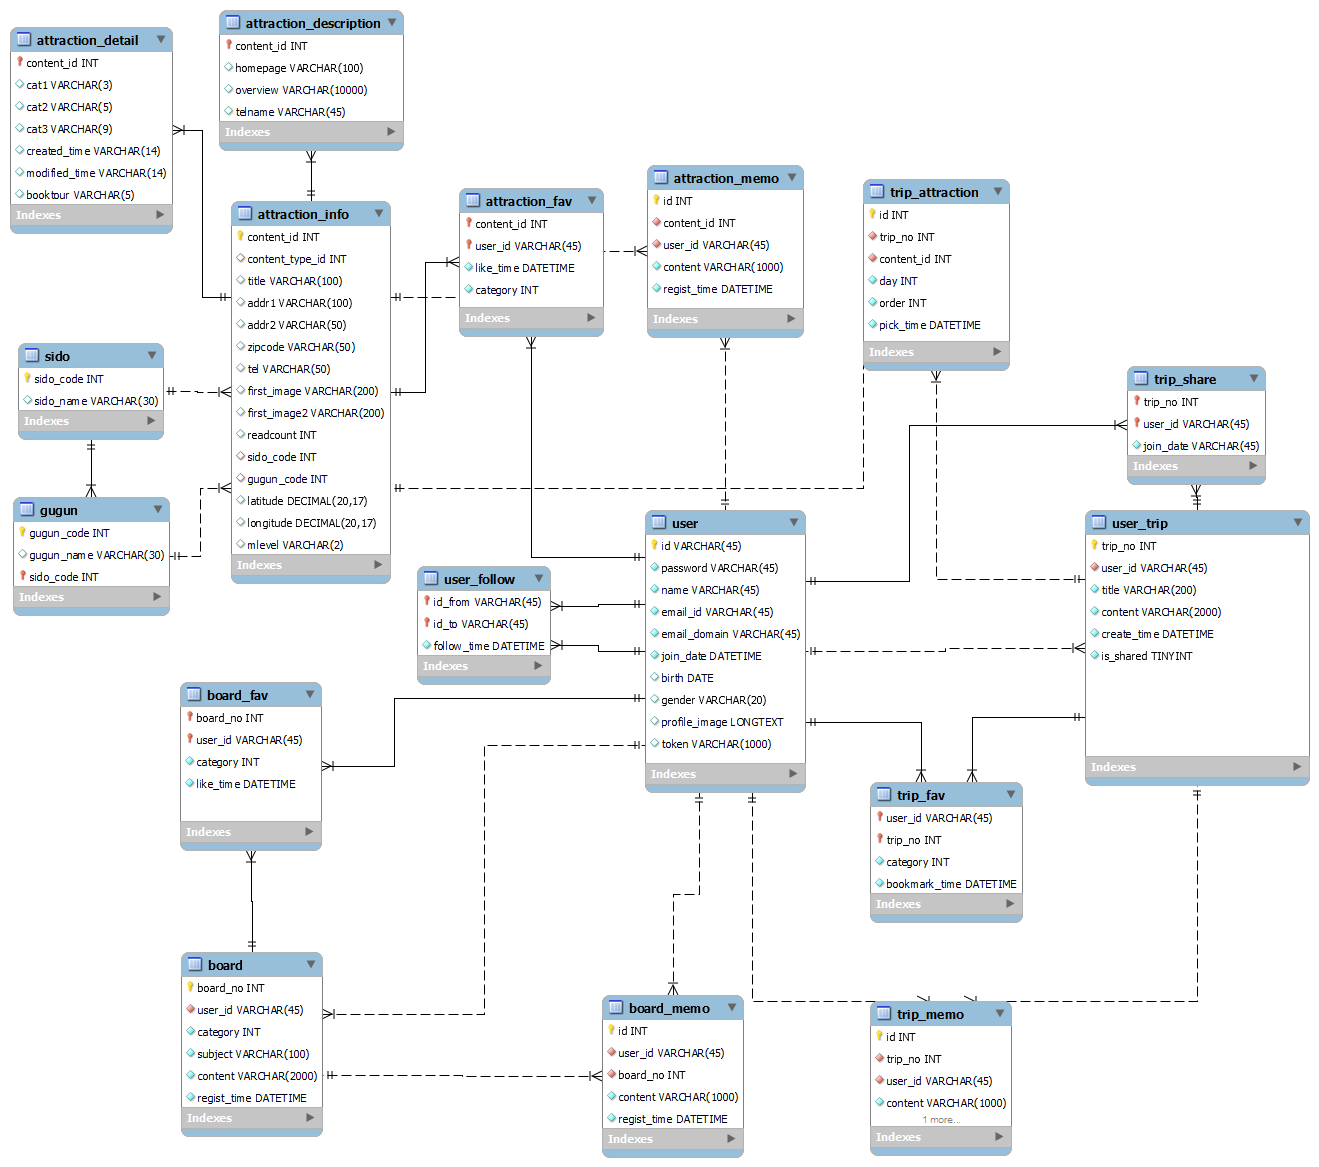 attraction_detail
content_id INT
cat1 VARCHAR(3)
cat2 VARCHAR(5)
cat3 VARCHAR(9)
created_time VARCHAR(14)
modified_time VARCHAR(14)
booktour VARCHAR(5)
Indexes
attraction_description
content_id INT
homepage VARCHAR(100)
overview VARCHAR(10000)
telname VARCHAR(45)
Indexes
attraction_info
content_id INT
content_type_id INT
title VARCHAR(100)
addr1 VARCHAR(100)
addr2 VARCHAR(50)
zipcode VARCHAR(50)
tel VARCHAR(50)
first_image VARCHAR(200)
first_image2 VARCHAR(200)
readcount INT
sido_code INT
gugun_code INT
latitude DECIMAL(20,17)
longitude DECIMAL(20,17)
mlevel VARCHAR(2)
Indexes
attraction_fav
content_id INT
user_id VARCHAR(45)
like_time DATETIME
category INT
Indexes
attraction_memo
id INT
content_id INT
user_id VARCHAR(45)
content VARCHAR(1000)
regist_time DATETIME
Indexes
trip_attraction
id INT
trip_no INT
content_id INT
day INT
order INT
pick_time DATETIME
Indexes
sido
sido_code INT
sido_name VARCHAR(30)
Indexes
trip_share
trip_no INT
user_id VARCHAR(45)
join_date VARCHAR(45)
Indexes
gugun
gugun_code INT
gugun_name VARCHAR(30)
sido_code INT
Indexes
user
id VARCHAR(45)
password VARCHAR(45)
name VARCHAR(45)
email_id VARCHAR(45)
email_domain VARCHAR(45)
join_date DATETIME
birth DATE
gender VARCHAR(20)
profile_image LONGTEXT
token VARCHAR(1000)
Indexes
user_trip
trip_no INT
user_id VARCHAR(45)
title VARCHAR(200)
content VARCHAR(2000)
create_time DATETIME
is_shared TINYINT
Indexes
user_follow
id_from VARCHAR(45)
id_to VARCHAR(45)
follow_time DATETIME
Indexes
board_fav
board_no INT
user_id VARCHAR(45)
category INT
like_time DATETIME
Indexes
trip_fav
user_id VARCHAR(45)
trip_no INT
category INT
bookmark_time DATETIME
Indexes
board
board_no INT
user_id VARCHAR(45)
category INT
subject VARCHAR(100)
content VARCHAR(2000)
regist_time DATETIME
Indexes
board_memo
id INT
user_id VARCHAR(45)
board_no INT
content VARCHAR(1000)
regist_time DATETIME
Indexes
trip_memo
id INT
trip_no INT
user_id VARCHAR(45)
content VARCHAR(1000)
1 more...
Indexes